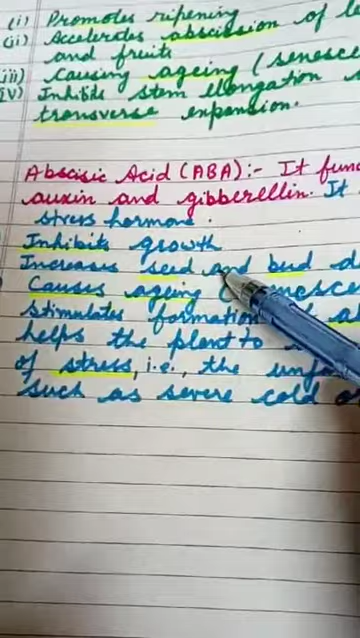 (i) Promotes ripening
(ii) Accelerates abscission of
and fruits
(iii) Causing ageing (
(iv) Inhibits stem elongation
transverse expansion.
Abscisic Acid (ABA):- It
auxin and gibberellin. It
stress hormone.
Inhibits growth
Increases seed and bud
Causes ageing (
Stimulates formation
helps the plant to
of stress, i.e., the
such as severe cold